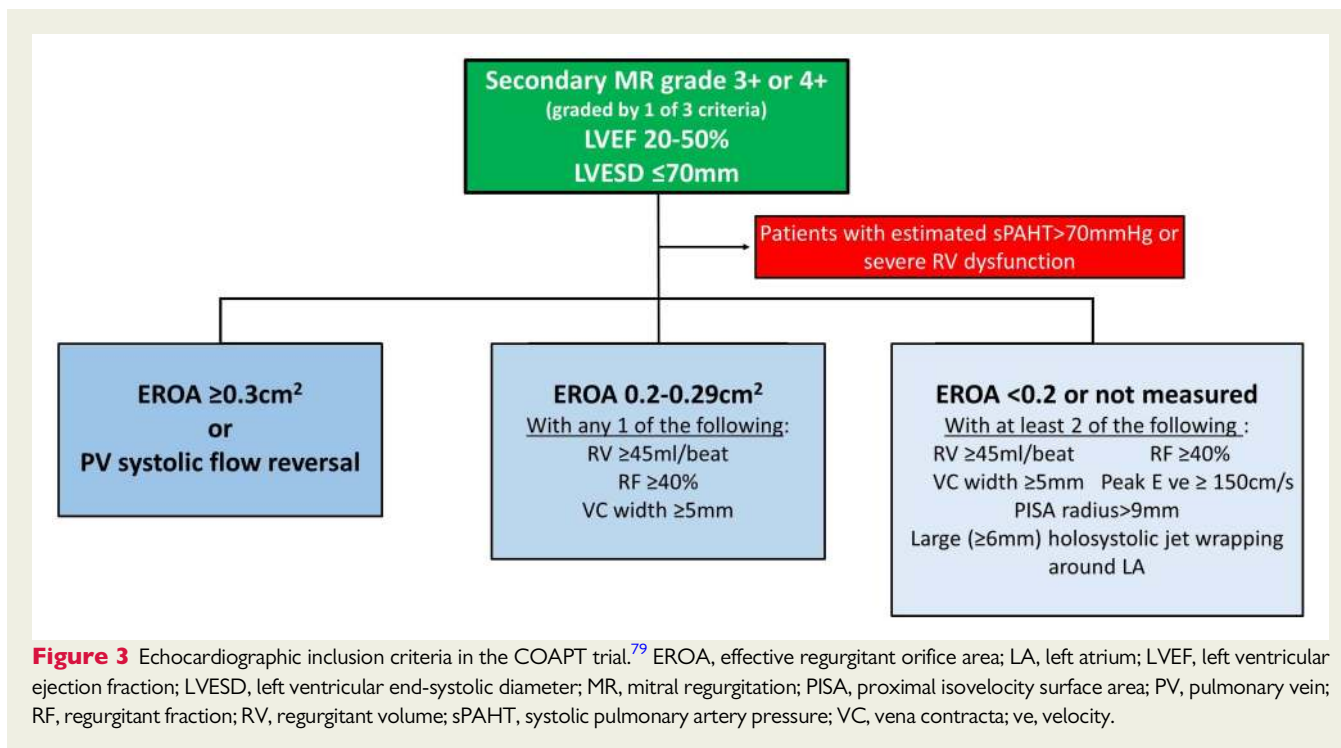 Secondary MR grade 3+ or 4+
(graded by 1 of 3 criteria)
LVEF 20-50%
LVESD ≤70mm
Patients with estimated sPAHT>70mmHg or
severe RV dysfunction
EROA ≥0.3cm²
or
PV systolic flow reversal
EROA 0.2-0.29cm²
With any 1 of the following:
RV ≥45ml/beat
RF ≥40%
VC width ≥5mm
EROA <0.2 or not measured
With at least 2 of the following :
RV ≥45ml/beat RF ≥40%
VC width ≥5mm Peak E ve ≥ 150cm/s
PISA radius>9mm
Large (≥6mm) holosystolic jet wrapping
around LA
Figure 3 Echocardiographic inclusion criteria in the COAPT trial.79 EROA, effective regurgitant orifice area; LA, left atrium; LVEF, left ventricular
ejection fraction; LVESD, left ventricular end-systolic diameter; MR, mitral regurgitation; PISA, proximal isovelocity surface area; PV, pulmonary vein;
RF, regurgitant fraction; RV, regurgitant volume; sPAHT, systolic pulmonary artery pressure; VC, vena contracta; ve, velocity.